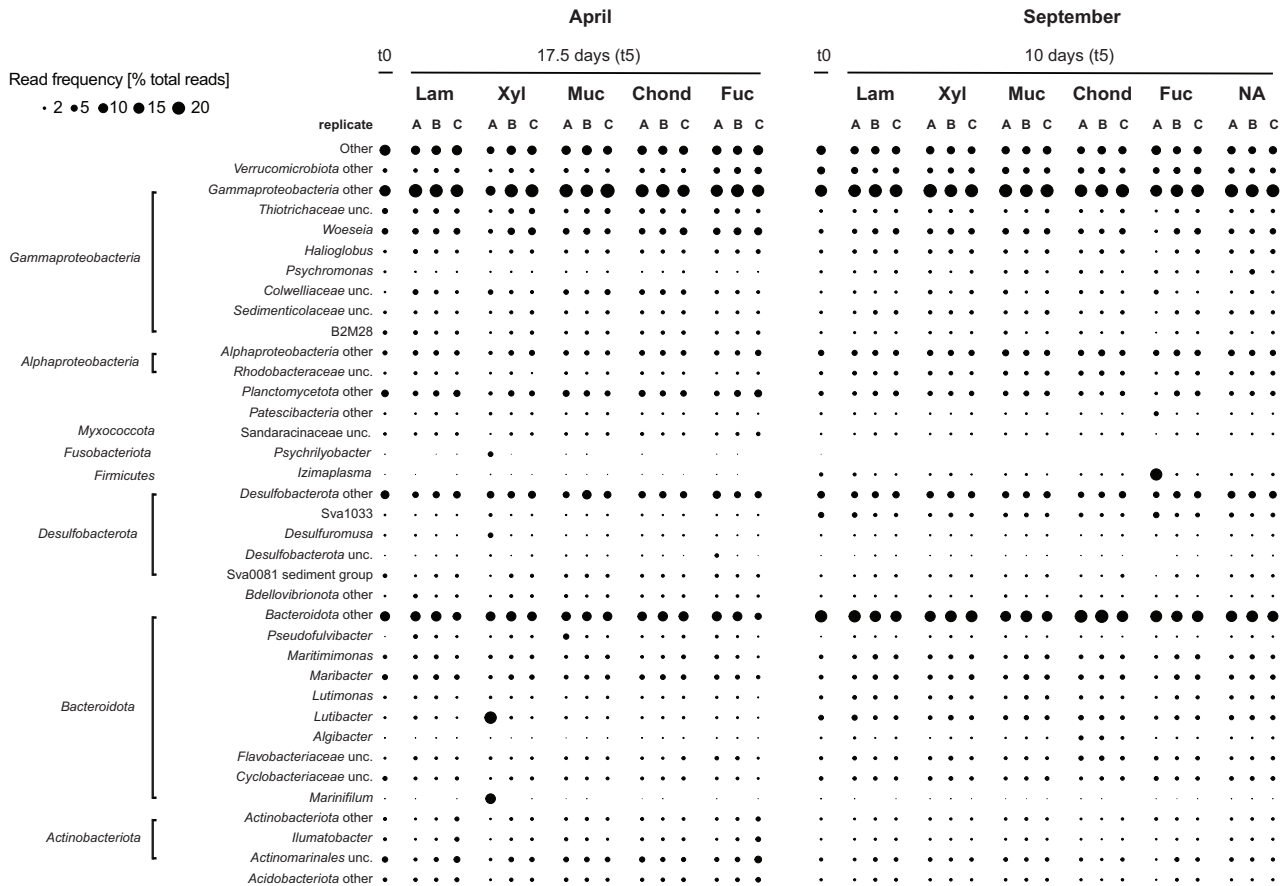 April
September
t0
17.5 days (t5)
t0
10 days (t5)
Read frequency [% total reads]
2 5 10 15 20
Lam Xyl Muc Chond Fuc
Lam Xyl Muc Chond Fuc NA
replicate A B C A B C A B C A B C A B C
A B C A B C A B C A B C A B C A B C
Other
Verrucomicrobiota other
Gammaproteobacteria other
Thiotrichaceae unc.
Woeseia
Gammaproteobacteria
Halioglobus
Psychromonas
Colwelliaceae unc.
Sedimenticolaceae unc.
B2M28
Alphaproteobacteria
Alphaproteobacteria other
Rhodobacteraceae unc.
Planctomycetota other
Patescibacteria other
Myxococcota
Sandaracinaceae unc.
Fusobacteriota
Psychrilyobacter
Firmicutes
Izimaplasma
Desulfobacterota other
Sva1033
Desulfobacterota
Desulfuromusa
Desulfobacterota unc.
Sva0081 sediment group
Bdellovibrionota other
Bacteroidota other
Pseudofulvibacter
Maritimimonas
Maribacter
Lutimonas
Bacteroidota
Lutibacter
Algibacter
Flavobacteriaceae unc.
Cyclobacteriaceae unc.
Marinifilum
Actinobacteriota other
Actinobacteriota
Ilumatobacter
Actinomarinales unc.
Acidobacteriota other